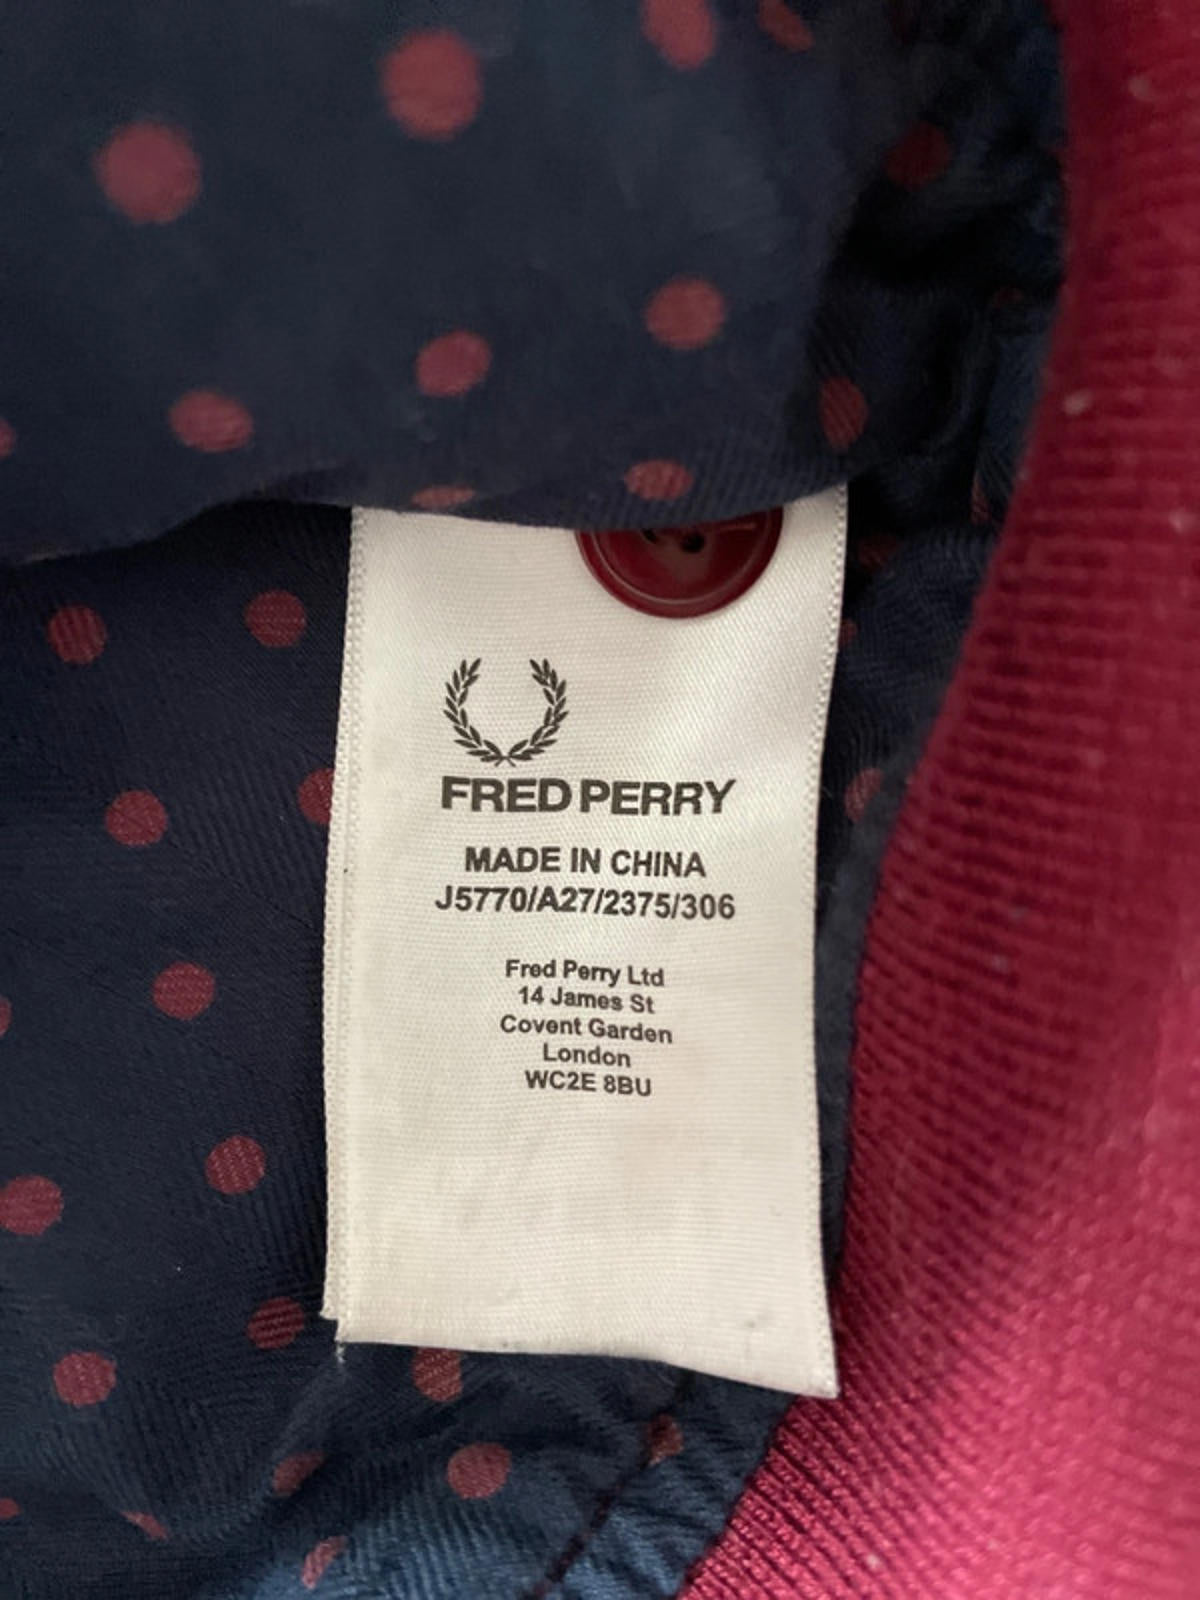 FRED PERRY
MADE IN CHINA
J5770/A27/2375/306
Fred Perry Ltd
14 James St
Covent Garden
London
WC2E 8BU